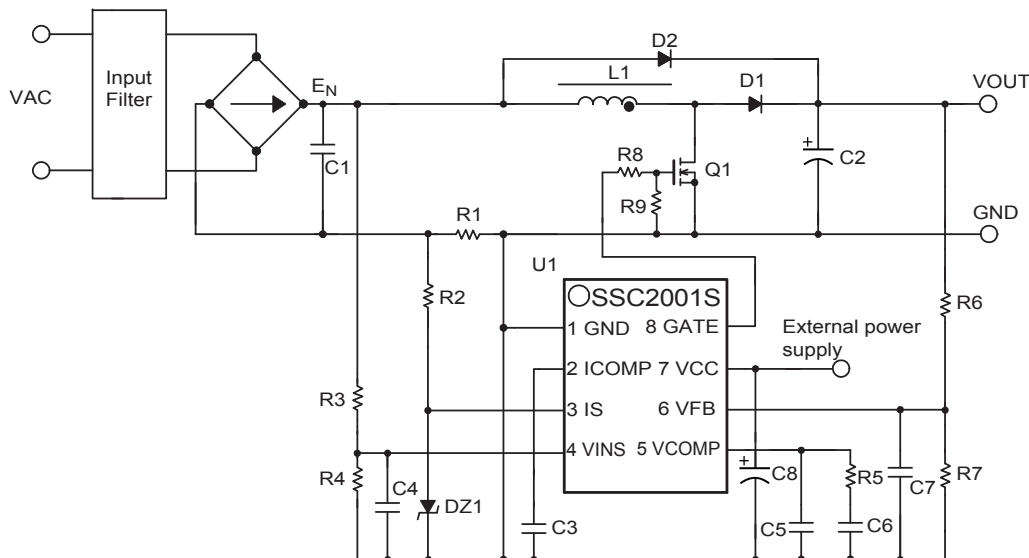 D2
L1
D1
VOUT
VAC
Input
Filter
EN
C1
C2
R8
Q1
R9
R1
GND
U1
SSC2001S
R2
R6
1 GND
8 GATE
External power
supply
2 ICOMP
7 VCC
R3
3 IS
6 VFB
4 VINS
5 VCOMP
R4
C4
DZ1
C3
C8
R5
C7
R7
C5
C6
+
+